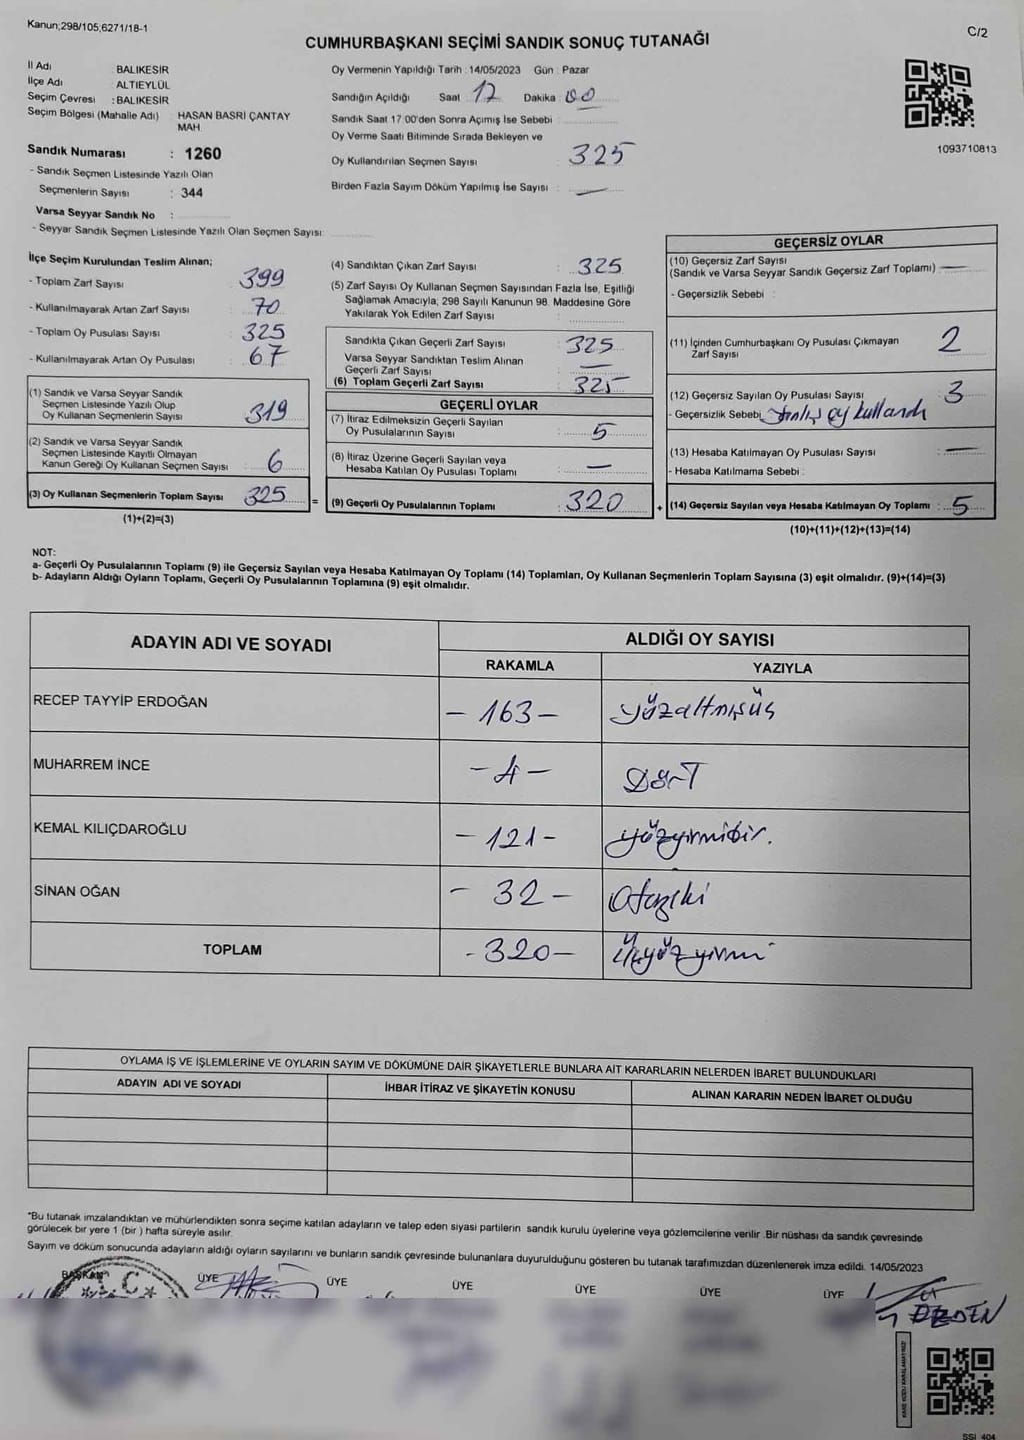 Kanun;298/105,6271/18-1
C/2
CUMHURBAŞKANI SEÇİMİ SANDIK SONUÇ TUTANAĞI
İl Adı BALIKESİR
İlçe Adı ALTIEYLÜL
Seçim Çevresi : BALIKESİR
Seçim Bölgesi (Mahalle Adı) : HASAN BASRİ ÇANTAY
MAH
Sandık Numarası : 1260
- Sandık Seçmen Listesinde Yazılı Olan
Seçmenlerin Sayısı : 344
Varsa Seyyar Sandık No :
- Seyyar Sandık Seçmen Listesinde Yazılı Olan Seçmen Sayısı:
Oy Vermenin Yapıldığı Tarih : 14/05/2023 Gün : Pazar
Sandığın Açıldığı Saat 17 Dakika : 00
Sandık Saat 17:00'den Sonra Açımış İse Sebebi :
Oy Verme Saati Bitiminde Sırada Bekleyen ve
Oy Kullandırılan Seçmen Sayısı : 325
Birden Fazla Sayım Döküm Yapılmış İse Sayısı : —
1093710813
İlçe Seçim Kurulundan Teslim Alınan;
- Toplam Zarf Sayısı : 399
- Kullanılmayarak Artan Zarf Sayısı : 70
- Toplam Oy Pusulası Sayısı : 325
- Kullanılmayarak Artan Oy Pusulası : 67
(1) Sandık ve Varsa Seyyar Sandık
Seçmen Listesinde Yazılı Olup
Oy Kullanan Seçmenlerin Sayısı : 319
(2) Sandık ve Varsa Seyyar Sandık
Seçmen Listesinde Kayıtlı Olmayan
Kanun Gereği Oy Kullanan Seçmen Sayısı : 6
(3) Oy Kullanan Seçmenlerin Toplam Sayısı : 325 =
(1)+(2)=(3)
(4) Sandıktan Çıkan Zarf Sayısı : 325
(5) Zarf Sayısı Oy Kullanan Seçmen Sayısından Fazla İse, Eşitliği
Sağlamak Amacıyla; 298 Sayılı Kanunun 98. Maddesine Göre
Yakılarak Yok Edilen Zarf Sayısı :
Sandıkta Çıkan Geçerli Zarf Sayısı : 325
Varsa Seyyar Sandıktan Teslim Alınan
Geçerli Zarf Sayısı : —
(6) Toplam Geçerli Zarf Sayısı : 325
GEÇERLİ OYLAR
(7) İtiraz Edilmeksizin Geçerli Sayılan
Oy Pusulalarının Sayısı : 5
(8) İtiraz Üzerine Geçerli Sayılan veya
Hesaba Katılan Oy Pusulası Toplamı : —
(9) Geçerli Oy Pusulalarının Toplamı : 320 +
GEÇERSİZ OYLAR
(10) Geçersiz Zarf Sayısı
(Sandık ve Varsa Seyyar Sandık Geçersiz Zarf Toplamı) : —
- Geçersizlik Sebebi :
(11) İçinden Cumhurbaşkanı Oy Pusulası Çıkmayan
Zarf Sayısı : 2
(12) Geçersiz Sayılan Oy Pusulası Sayısı : 3
- Geçersizlik Sebebi : Yanlış oy kullandı
(13) Hesaba Katılmayan Oy Pusulası Sayısı : —
- Hesaba Katılmama Sebebi :
(14) Geçersiz Sayılan veya Hesaba Katılmayan Oy Toplamı : 5
(10)+(11)+(12)+(13)=(14)
NOT:
a- Geçerli Oy Pusulalarının Toplamı (9) ile Geçersiz Sayılan veya Hesaba Katılmayan Oy Toplamı (14) Toplamları, Oy Kullanan Seçmenlerin Toplam Sayısına (3) eşit olmalıdır. (9)+(14)=(3)
b- Adayların Aldığı Oyların Toplamı, Geçerli Oy Pusulalarının Toplamına (9) eşit olmalıdır.
ADAYIN ADI VE SOYADI ALDIĞI OY SAYISI
RAKAMLA YAZIYLA
RECEP TAYYİP ERDOĞAN - 163 - yüzaltmışüç
MUHARREM İNCE - 4 - Dört
KEMAL KILIÇDAROĞLU - 121 - yüzyirmibir.
SİNAN OĞAN - 32 - Otuziki
TOPLAM - 320 - Üçyüzyirmi
OYLAMA İŞ VE İŞLEMLERİNE VE OYLARIN SAYIM VE DÖKÜMÜNE DAİR ŞİKAYETLERLE BUNLARA AİT KARARLARIN NELERDEN İBARET BULUNDUKLARI
ADAYIN ADI VE SOYADI İHBAR İTİRAZ VE ŞİKAYETİN KONUSU ALINAN KARARIN NEDEN İBARET OLDUĞU
*Bu tutanak imzalandıktan ve mühürlendikten sonra seçime katılan adayların ve talep eden siyasi partilerin sandık kurulu üyelerine veya gözlemcilerine verilir .Bir nüshası da sandık çevresinde
görülecek bir yere 1 (bir ) hafta süreyle asılır.
Sayım ve döküm sonucunda adayların aldığı oyların sayılarını ve bunların sandık çevresinde bulunanlara duyurulduğunu gösteren bu tutanak tarafımızdan düzenlenerek imza edildi. 14/05/2023
BAŞKAN ÜYE ÜYE ÜYE ÜYE ÜYE ÜYE
T.C.
KARE KODU KARALAMAYINIZ!
SSI_404